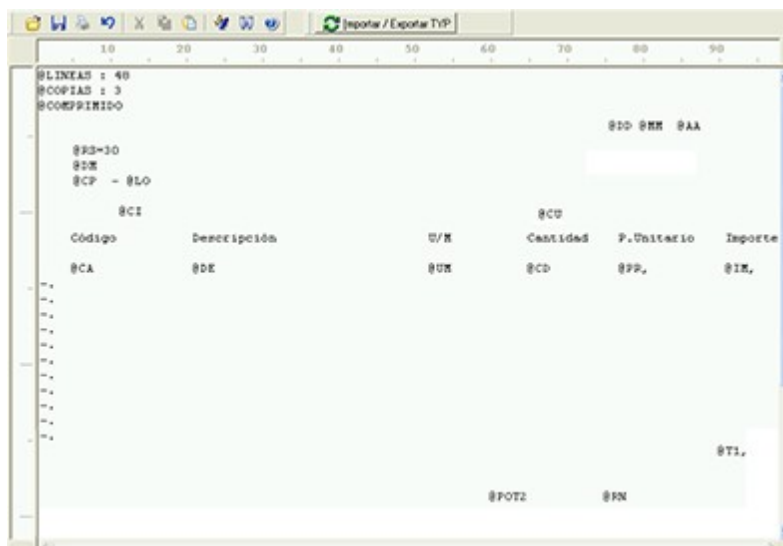 Importar / Exportar TYP
10 20 30 40 50 60 70 80 90
@LINEAS : 48
@COPIAS : 3
@COMPRIMIDO
@DD @MM @AA
@RS=30
@DM
@CP - @LO
@CI @CU
Código Descripción U/M Cantidad P.Unitario Importe
@CA @DE @UM @CD @PR, @IM,
-.
-.
-.
-.
-.
-.
-.
-.
-.
-.
-.
@T1,
@POT2 @RN